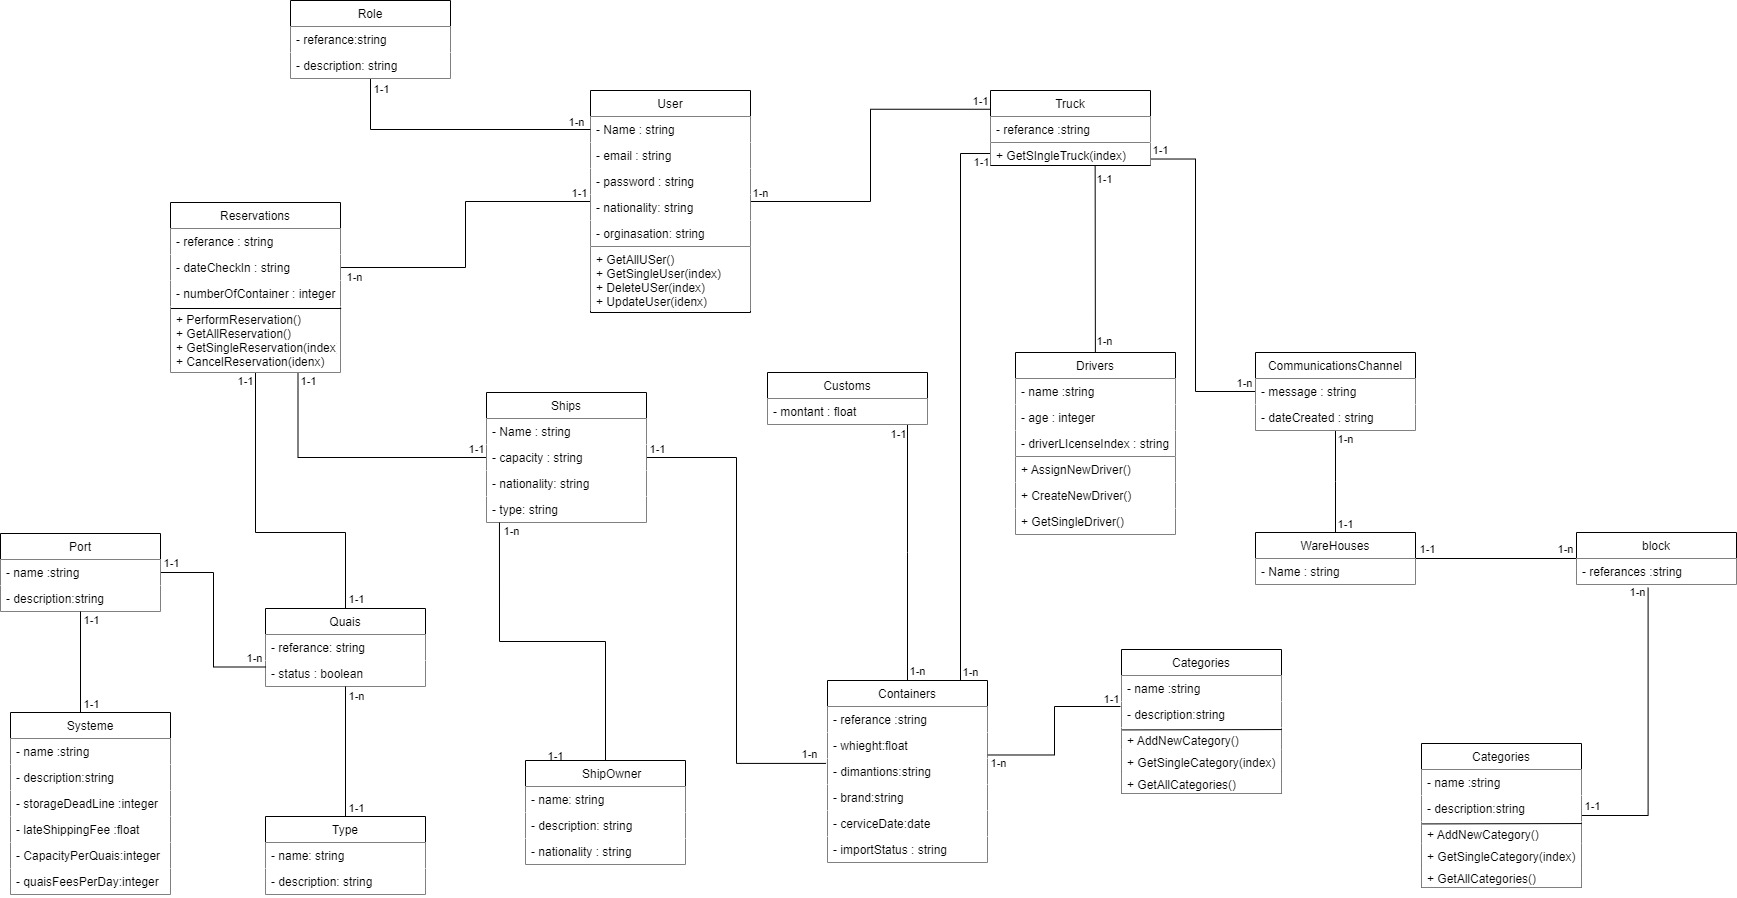 Role
- referance:string
- description: string
1-1
1-n
User
- Name : string
- email : string
- password : string
- nationality: string
- orginasation: string
+ GetAllUSer()
+ GetSingleUser(index)
+ DeleteUSer(index)
+ UpdateUser(idenx)
1-1
1-n
1-1
Truck
- referance :string
+ GetSIngleTruck(index)
1-1
1-1
1-1
Reservations
- referance : string
- dateCheckIn : string
- numberOfContainer : integer
+ PerformReservation()
+ GetAllReservation()
+ GetSingleReservation(index
+ CancelReservation(idenx)
1-n
1-1
1-1
Ships
- Name : string
- capacity : string
- nationality: string
- type: string
1-1
1-1
1-n
Customs
- montant : float
1-1
1-n
Drivers
- name :string
- age : integer
- driverLIcenseIndex : string
+ AssignNewDriver()
+ CreateNewDriver()
+ GetSingleDriver()
1-n
CommunicationsChannel
- message : string
- dateCreated : string
1-n
1-1
WareHouses
- Name : string
1-1
1-n
block
- referances :string
1-n
Port
- name :string
- description:string
1-1
1-1
1-1
Quais
- referance: string
- status : boolean
1-n
1-n
1-1
Systeme
- name :string
- description:string
- storageDeadLine :integer
- lateShippingFee :float
- CapacityPerQuais:integer
- quaisFeesPerDay:integer
1-1
Type
- name: string
- description: string
1-1
ShipOwner
- name: string
- description: string
- nationality : string
1-n
1-n
1-n
Containers
- referance :string
- whieght:float
- dimantions:string
- brand:string
- cerviceDate:date
- importStatus : string
1-n
1-1
Categories
- name :string
- description:string
+ AddNewCategory()
+ GetSingleCategory(index)
+ GetAllCategories()
Categories
- name :string
- description:string
+ AddNewCategory()
+ GetSingleCategory(index)
+ GetAllCategories()
1-1